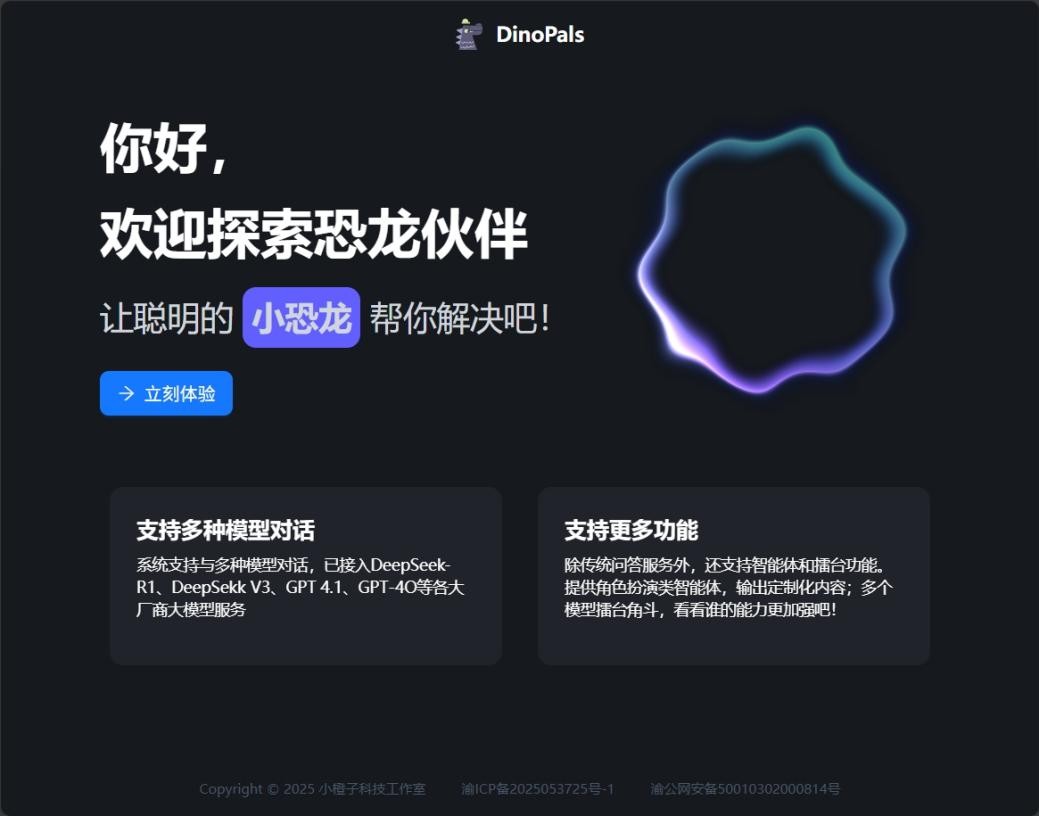 DinoPals
你好，
欢迎探索恐龙伙伴
让聪明的 小恐龙 帮你解决吧！
立刻体验
支持多种模型对话
系统支持与多种模型对话，已接入DeepSeek-
R1、DeepSekk V3、GPT 4.1、GPT-4O等各大
厂商大模型服务
支持更多功能
除传统问答服务外，还支持智能体和擂台功能。
提供角色扮演类智能体，输出定制化内容；多个
模型擂台角斗，看看谁的能力更加强吧！
Copyright © 2025 小橙子科技工作室 渝ICP备2025053725号-1 渝公网安备50010302000814号